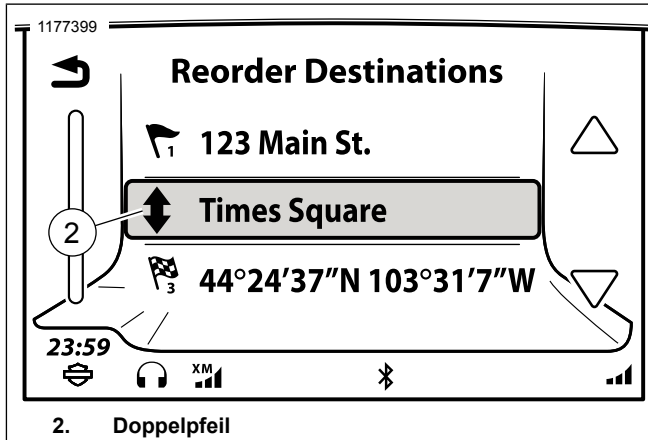 1177399
Reorder Destinations
1 123 Main St.
2 Times Square
3 44°24′37″N 103°31′7″W
23:59
XM
2. Doppelpfeil